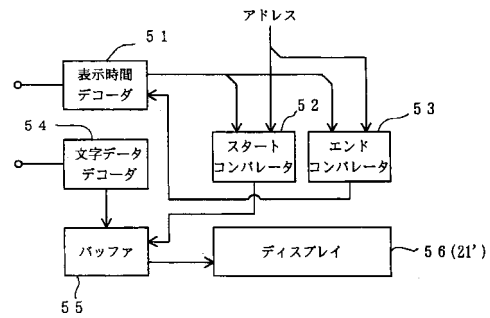 アドレス
51
表示時間
デコーダ
52
53
54
文字データ
デコーダ
スタート
コンパレータ
エンド
コンパレータ
バッファ
ディスプレイ
56(21')
55